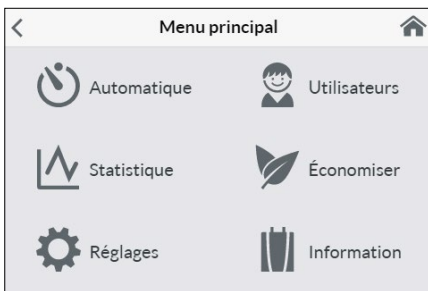 Menu principal
Automatique
Utilisateurs
Statistique
Économiser
Réglages
Information